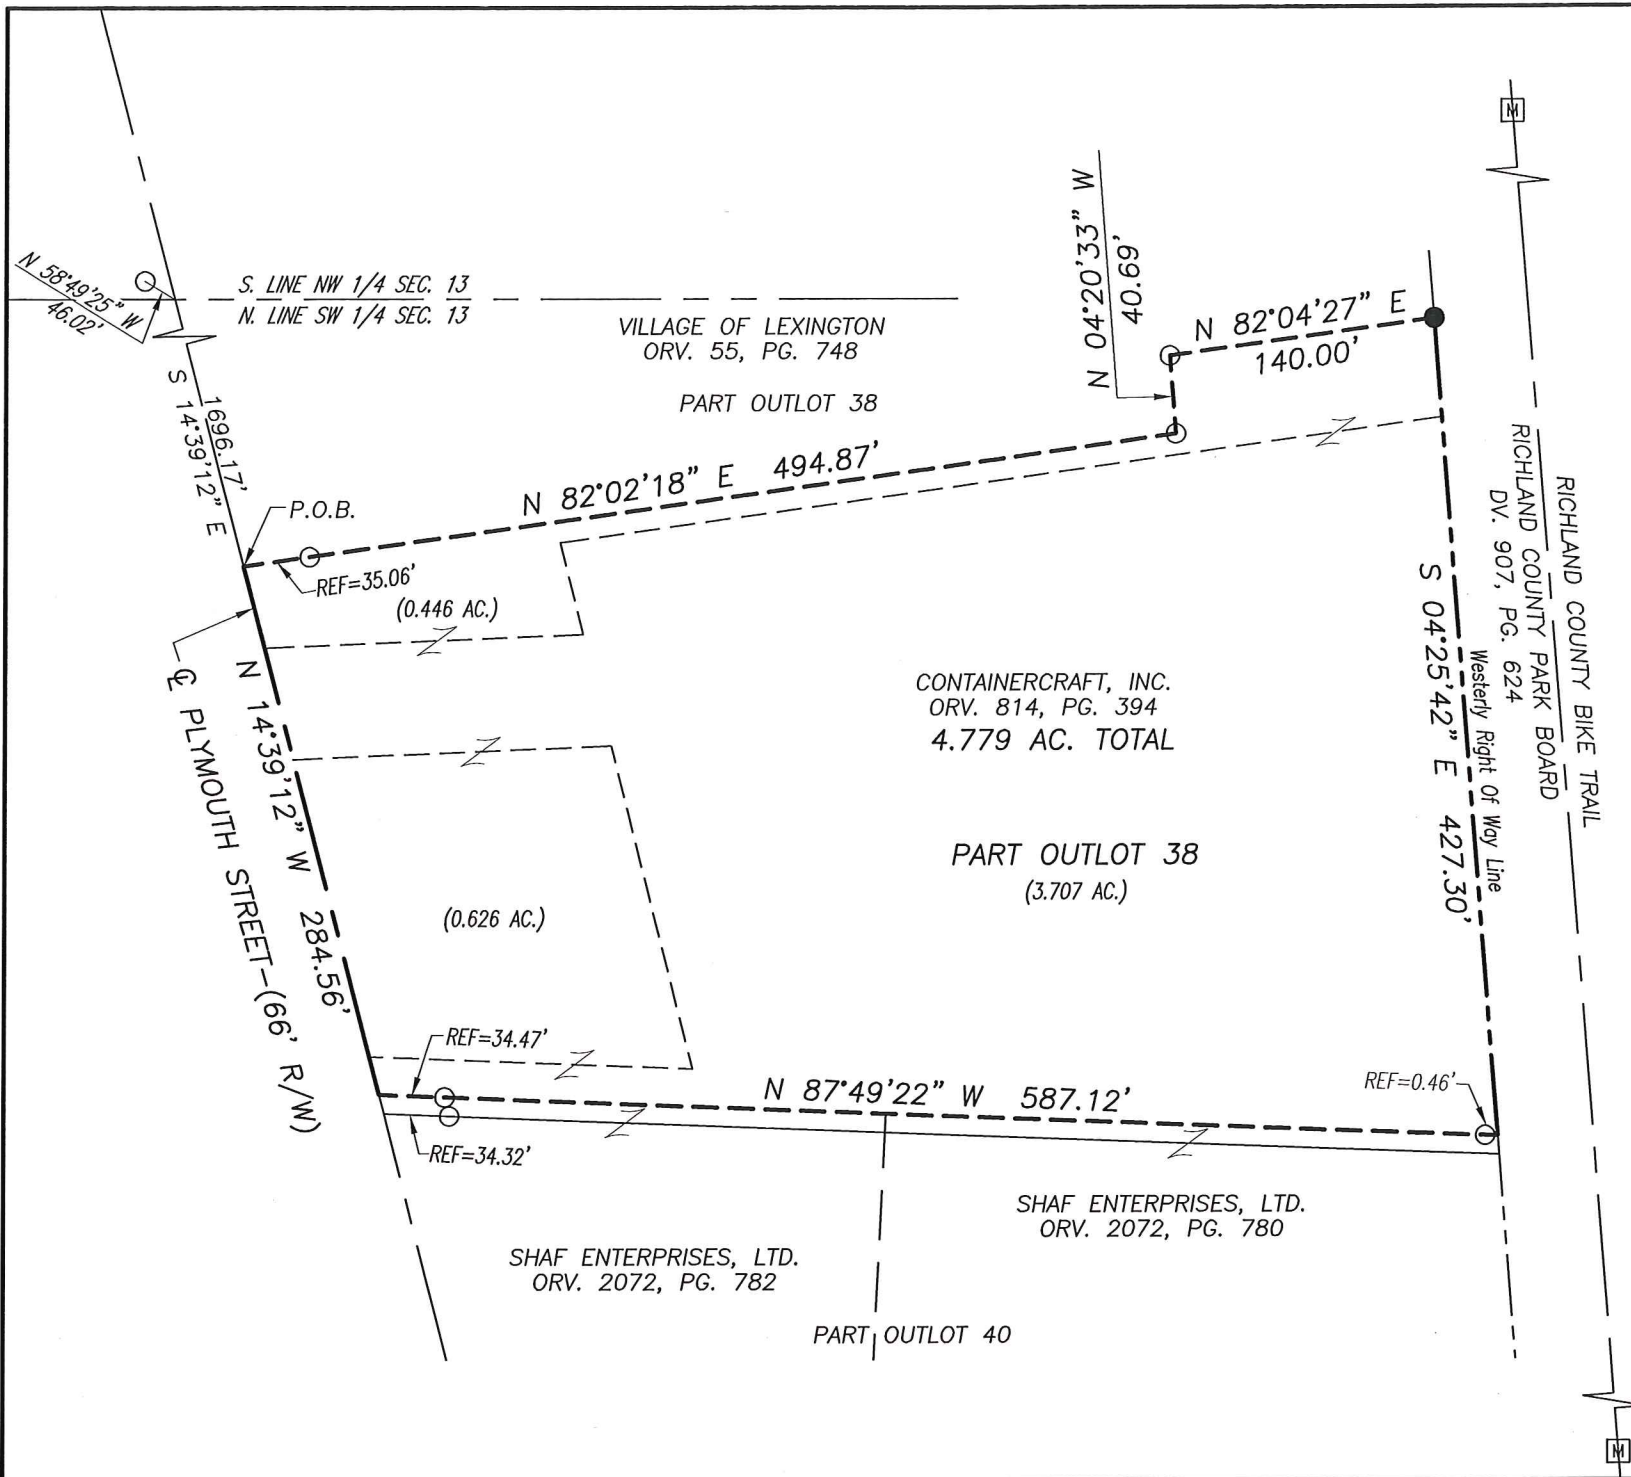 M
N 58°49'25" W
46.02'
S. LINE NW 1/4 SEC. 13
N. LINE SW 1/4 SEC. 13
VILLAGE OF LEXINGTON
ORV. 55, PG. 748
PART OUTLOT 38
N 04°20'33" W
40.69'
N 82°04'27" E
140.00'
1696.17'
S 14°39'12" E
N 82°02'18" E 494.87'
P.O.B.
REF=35.06'
(0.446 AC.)
RICHLAND COUNTY BIKE TRAIL
RICHLAND COUNTY PARK BOARD
DV. 907, PG. 624
Westerly Right Of Way Line
S 04°25'42" E 427.30'
CONTAINERCRAFT, INC.
ORV. 814, PG. 394
4.779 AC. TOTAL
PART OUTLOT 38
(3.707 AC.)
N 14°39'12" W 284.56'
℄ PLYMOUTH STREET-(66' R/W)
(0.626 AC.)
REF=34.47'
N 87°49'22" W 587.12'
REF=0.46'
REF=34.32'
SHAF ENTERPRISES, LTD.
ORV. 2072, PG. 780
SHAF ENTERPRISES, LTD.
ORV. 2072, PG. 782
PART OUTLOT 40
M